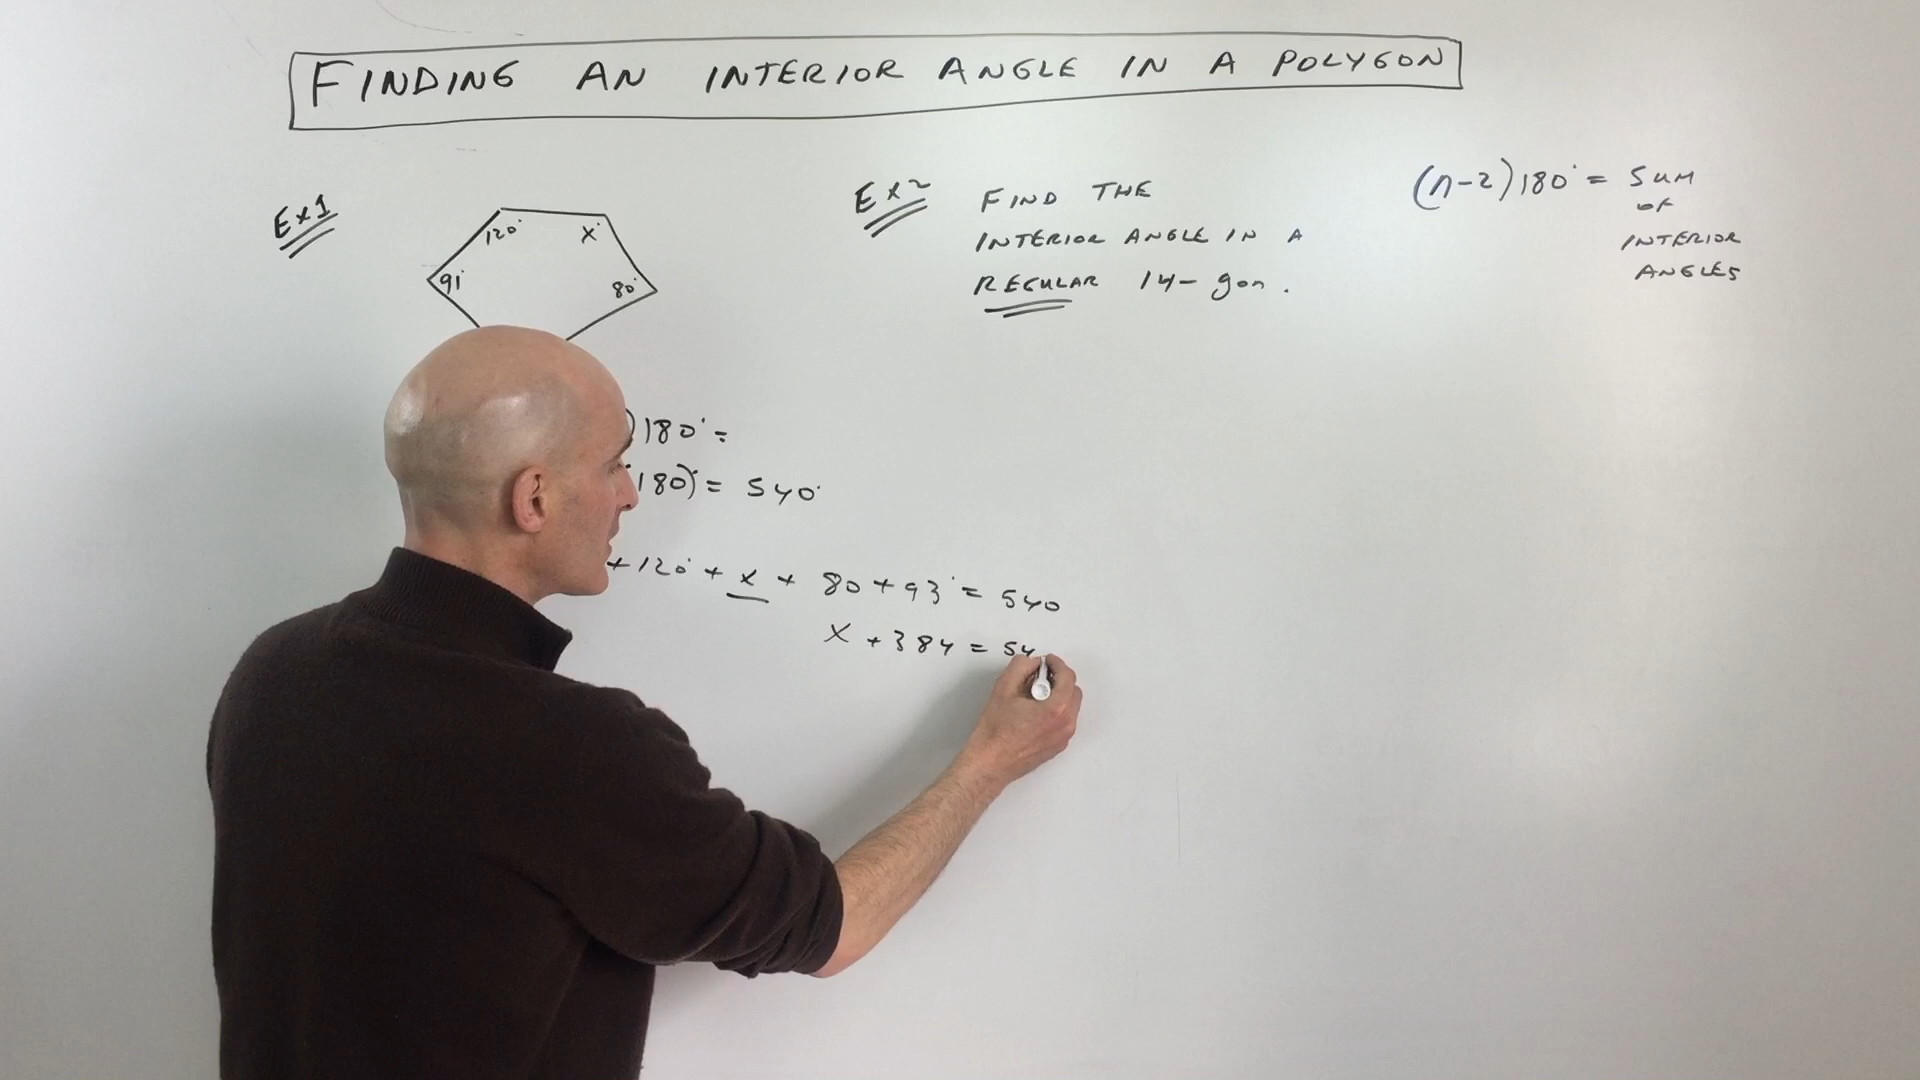 FINDING AN INTERIOR ANGLE IN A POLYGON
Ex1
120°
x°
91°
80°
)180° =
180)° = 540°
+ 120° + x + 80 + 93° = 540
x + 384 = 54
Ex2
FIND THE
INTERIOR ANGLE IN A
REGULAR 14-gon.
(n-2)180° = SUM
OF
INTERIOR
ANGLES